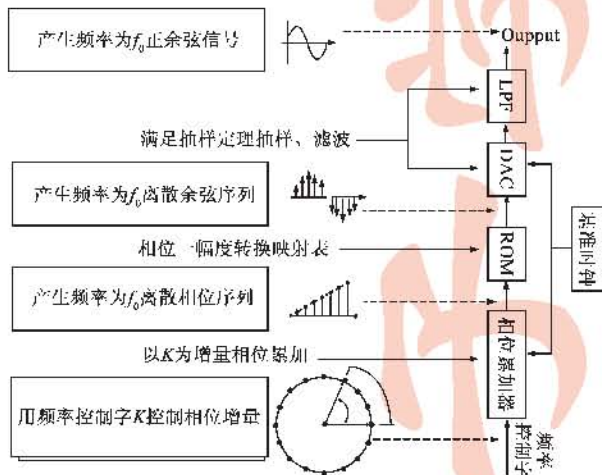 产生频率为f₀正余弦信号
Oupput
LPF
满足抽样定理抽样、滤波
DAC
产生频率为f₀离散余弦序列
基准时钟
相位—幅度转换映射表
ROM
产生频率为f₀离散相位序列
以K为增量相位累加
相位累加器
用频率控制字K控制相位增量
频率
控制字